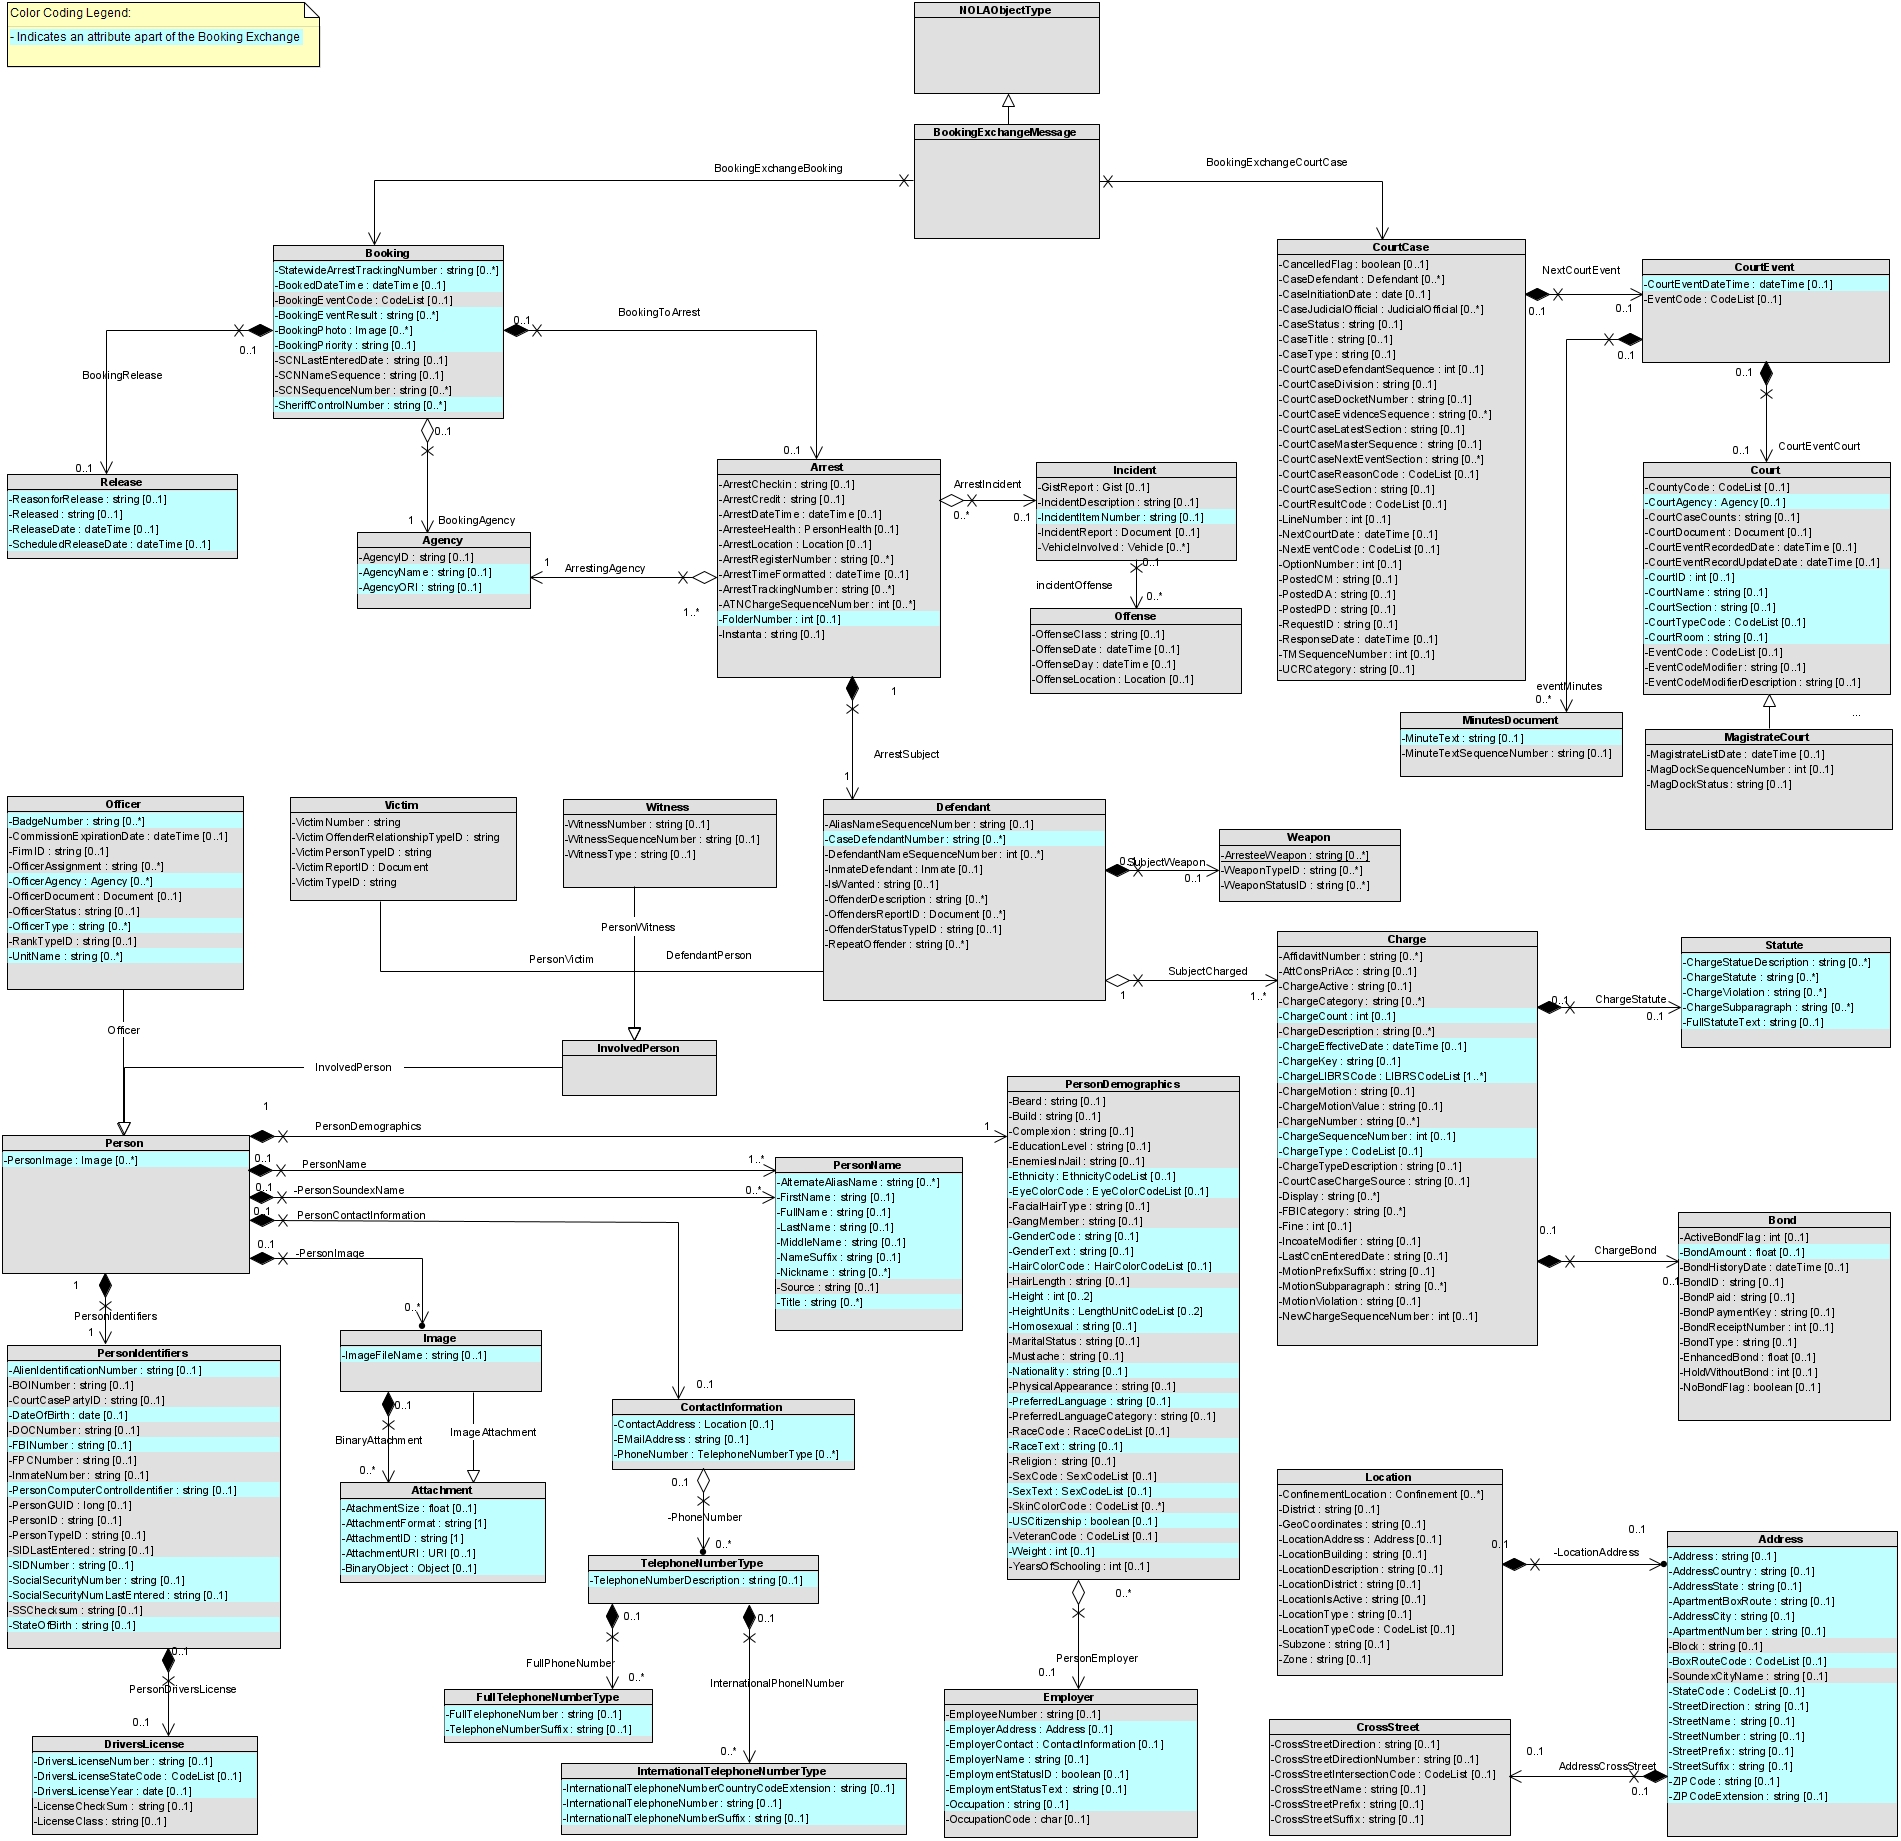 Color Coding Legend:
- Indicates an attribute apart of the Booking Exchange
NOLAObjectType
BookingExchangeMessage
BookingExchangeBooking
BookingExchangeCourtCase
Booking
-StatewideArrestTrackingNumber : string [0..*]
-BookedDateTime : dateTime [0..1]
-BookingEventCode : CodeList [0..1]
-BookingEventResult : string [0..*]
-BookingPhoto : Image [0..*]
-BookingPriority : string [0..1]
-SCNLastEnteredDate : string [0..1]
-SCNNameSequence : string [0..1]
-SCNSequenceNumber : string [0..*]
-SheriffControlNumber : string [0..*]
0..1
BookingRelease
0..1
0..1
BookingToArrest
0..1
0..1
1
BookingAgency
Release
-ReasonforRelease : string [0..1]
-Released : string [0..1]
-ReleaseDate : dateTime [0..1]
-ScheduledReleaseDate : dateTime [0..1]
Agency
-AgencyID : string [0..1]
-AgencyName : string [0..1]
-AgencyORI : string [0..1]
1
ArrestingAgency
1..*
Arrest
-ArrestCheckin : string [0..1]
-ArrestCredit : string [0..1]
-ArrestDateTime : dateTime [0..1]
-ArresteeHealth : PersonHealth [0..1]
-ArrestLocation : Location [0..1]
-ArrestRegisterNumber : string [0..*]
-ArrestTimeFormatted : dateTime [0..1]
-ArrestTrackingNumber : string [0..*]
-ATNChargeSequenceNumber : int [0..*]
-FolderNumber : int [0..1]
-Instanta : string [0..1]
ArrestIncident
0..*
0..1
Incident
-GistReport : Gist [0..1]
-IncidentDescription : string [0..1]
-IncidentItemNumber : string [0..1]
-IncidentReport : Document [0..1]
-VehicleInvolved : Vehicle [0..*]
0..1
incidentOffense
0..*
Offense
-OffenseClass : string [0..1]
-OffenseDate : dateTime [0..1]
-OffenseDay : dateTime [0..1]
-OffenseLocation : Location [0..1]
CourtCase
-CancelledFlag : boolean [0..1]
-CaseDefendant : Defendant [0..*]
-CaseInitiationDate : date [0..1]
-CaseJudicialOfficial : JudicialOfficial [0..*]
-CaseStatus : string [0..1]
-CaseTitle : string [0..1]
-CaseType : string [0..1]
-CourtCaseDefendantSequence : int [0..1]
-CourtCaseDivision : string [0..1]
-CourtCaseDocketNumber : string [0..1]
-CourtCaseEvidenceSequence : string [0..*]
-CourtCaseLatestSection : string [0..1]
-CourtCaseMasterSequence : string [0..1]
-CourtCaseNextEventSection : string [0..*]
-CourtCaseReasonCode : CodeList [0..1]
-CourtCaseSection : string [0..1]
-CourtResultCode : CodeList [0..1]
-LineNumber : int [0..1]
-NextCourtDate : dateTime [0..1]
-NextEventCode : CodeList [0..1]
-OptionNumber : int [0..1]
-PostedCM : string [0..1]
-PostedDA : string [0..1]
-PostedPD : string [0..1]
-RequestID : string [0..1]
-ResponseDate : dateTime [0..1]
-TMSequenceNumber : int [0..1]
-UCRCategory : string [0..1]
NextCourtEvent
0..1
0..1
CourtEvent
-CourtEventDateTime : dateTime [0..1]
-EventCode : CodeList [0..1]
0..1
0..1
CourtEventCourt
0..1
Court
-CountyCode : CodeList [0..1]
-CourtAgency : Agency [0..1]
-CourtCaseCounts : string [0..1]
-CourtDocument : Document [0..1]
-CourtEventRecordedDate : dateTime [0..1]
-CourtEventRecordUpdateDate : dateTime [0..1]
-CourtID : int [0..1]
-CourtName : string [0..1]
-CourtSection : string [0..1]
-CourtTypeCode : CodeList [0..1]
-CourtRoom : string [0..1]
-EventCode : CodeList [0..1]
-EventCodeModifier : string [0..1]
-EventCodeModifierDescription : string [0..1]
eventMinutes
0..*
MinutesDocument
-MinuteText : string [0..1]
-MinuteTextSequenceNumber : string [0..1]
...
MagistrateCourt
-MagistrateListDate : dateTime [0..1]
-MagDockSequenceNumber : int [0..1]
-MagDockStatus : string [0..1]
1
ArrestSubject
1
Officer
-BadgeNumber : string [0..*]
-CommissionExpirationDate : dateTime [0..1]
-FirmID : string [0..1]
-OfficerAssignment : string [0..*]
-OfficerAgency : Agency [0..*]
-OfficerDocument : Document [0..1]
-OfficerStatus : string [0..1]
-OfficerType : string [0..*]
-RankTypeID : string [0..1]
-UnitName : string [0..*]
Officer
Victim
-VictimNumber : string
-VictimOffenderRelationshipTypeID : string
-VictimPersonTypeID : string
-VictimReportID : Document
-VictimTypeID : string
PersonVictim
Witness
-WitnessNumber : string [0..1]
-WitnessSequenceNumber : string [0..1]
-WitnessType : string [0..1]
PersonWitness
DefendantPerson
Defendant
-AliasNameSequenceNumber : string [0..1]
-CaseDefendantNumber : string [0..*]
-DefendantNameSequenceNumber : int [0..*]
-InmateDefendant : Inmate [0..1]
-IsWanted : string [0..1]
-OffenderDescription : string [0..*]
-OffendersReportID : Document [0..*]
-OffenderStatusTypeID : string [0..1]
-RepeatOffender : string [0..*]
0..1
SubjectWeapon
0..1
Weapon
-ArresteeWeapon : string [0..*]
-WeaponTypeID : string [0..*]
-WeaponStatusID : string [0..*]
SubjectCharged
1
1..*
Charge
-AffidavitNumber : string [0..*]
-AttConsPriAcc : string [0..1]
-ChargeActive : string [0..1]
-ChargeCategory : string [0..*]
-ChargeCount : int [0..1]
-ChargeDescription : string [0..*]
-ChargeEffectiveDate : dateTime [0..1]
-ChargeKey : string [0..1]
-ChargeLIBRSCode : LIBRSCodeList [1..*]
-ChargeMotion : string [0..1]
-ChargeMotionValue : string [0..1]
-ChargeNumber : string [0..*]
-ChargeSequenceNumber : int [0..1]
-ChargeType : CodeList [0..1]
-ChargeTypeDescription : string [0..1]
-CourtCaseChargeSource : string [0..1]
-Display : string [0..*]
-FBICategory : string [0..*]
-Fine : int [0..1]
-IncoateModifier : string [0..1]
-LastCcnEnteredDate : string [0..1]
-MotionPrefixSuffix : string [0..1]
-MotionSubparagraph : string [0..*]
-MotionViolation : string [0..1]
-NewChargeSequenceNumber : int [0..1]
0..1
ChargeStatute
0..1
Statute
-ChargeStatueDescription : string [0..*]
-ChargeStatute : string [0..*]
-ChargeViolation : string [0..*]
-ChargeSubparagraph : string [0..*]
-FullStatuteText : string [0..1]
0..1
ChargeBond
0..1
Bond
-ActiveBondFlag : int [0..1]
-BondAmount : float [0..1]
-BondHistoryDate : dateTime [0..1]
-BondID : string [0..1]
-BondPaid : string [0..1]
-BondPaymentKey : string [0..1]
-BondReceiptNumber : int [0..1]
-BondType : string [0..1]
-EnhancedBond : float [0..1]
-HoldWithoutBond : int [0..1]
-NoBondFlag : boolean [0..1]
InvolvedPerson
InvolvedPerson
Person
-PersonImage : Image [0..*]
1
PersonDemographics
1
0..1
PersonName
1..*
0..1
-PersonSoundexName
0..*
0..1
PersonContactInformation
0..1
0..1
-PersonImage
0..*
1
PersonIdentifiers
1
PersonName
-AlternateAliasName : string [0..*]
-FirstName : string [0..1]
-FullName : string [0..1]
-LastName : string [0..1]
-MiddleName : string [0..1]
-NameSuffix : string [0..1]
-Nickname : string [0..*]
-Source : string [0..1]
-Title : string [0..*]
PersonDemographics
-Beard : string [0..1]
-Build : string [0..1]
-Complexion : string [0..1]
-EducationLevel : string [0..1]
-EnemiesInJail : string [0..1]
-Ethnicity : EthnicityCodeList [0..1]
-EyeColorCode : EyeColorCodeList [0..1]
-FacialHairType : string [0..1]
-GangMember : string [0..1]
-GenderCode : string [0..1]
-GenderText : string [0..1]
-HairColorCode : HairColorCodeList [0..1]
-HairLength : string [0..1]
-Height : int [0..2]
-HeightUnits : LengthUnitCodeList [0..2]
-Homosexual : string [0..1]
-MaritalStatus : string [0..1]
-Mustache : string [0..1]
-Nationality : string [0..1]
-PhysicalAppearance : string [0..1]
-PreferredLanguage : string [0..1]
-PreferredLanguageCategory : string [0..1]
-RaceCode : RaceCodeList [0..1]
-RaceText : string [0..1]
-Religion : string [0..1]
-SexCode : SexCodeList [0..1]
-SexText : SexCodeList [0..1]
-SkinColorCode : CodeList [0..*]
-USCitizenship : boolean [0..1]
-VeteranCode : CodeList [0..1]
-Weight : int [0..1]
-YearsOfSchooling : int [0..1]
0..*
PersonEmployer
0..1
PersonIdentifiers
-AlienIdentificationNumber : string [0..1]
-BOINumber : string [0..1]
-CourtCasePartyID : string [0..1]
-DateOfBirth : date [0..1]
-DOCNumber : string [0..1]
-FBINumber : string [0..1]
-FPCNumber : string [0..1]
-InmateNumber : string [0..1]
-PersonComputerControlIdentifier : string [0..1]
-PersonGUID : long [0..1]
-PersonID : string [0..1]
-PersonTypeID : string [0..1]
-SIDLastEntered : string [0..1]
-SIDNumber : string [0..1]
-SocialSecurityNumber : string [0..1]
-SocialSecurityNumLastEntered : string [0..1]
-SSChecksum : string [0..1]
-StateOfBirth : string [0..1]
0..1
PersonDriversLicense
0..1
DriversLicense
-DriversLicenseNumber : string [0..1]
-DriversLicenseStateCode : CodeList [0..1]
-DriversLicenseYear : date [0..1]
-LicenseCheckSum : string [0..1]
-LicenseClass : string [0..1]
Image
-ImageFileName : string [0..1]
0..1
BinaryAttachment
0..*
ImageAttachment
Attachment
-AtachmentSize : float [0..1]
-AttachmentFormat : string [1]
-AttachmentID : string [1]
-AttachmentURI : URI [0..1]
-BinaryObject : Object [0..1]
ContactInformation
-ContactAddress : Location [0..1]
-EMailAddress : string [0..1]
-PhoneNumber : TelephoneNumberType [0..*]
0..1
-PhoneNumber
0..*
TelephoneNumberType
-TelephoneNumberDescription : string [0..1]
0..1
FullPhoneNumber
0..*
0..1
InternationalPhonelNumber
0..*
FullTelephoneNumberType
-FullTelephoneNumber : string [0..1]
-TelephoneNumberSuffix : string [0..1]
InternationalTelephoneNumberType
-InternationalTelephoneNumberCountryCodeExtension : string [0..1]
-InternationalTelephoneNumber : string [0..1]
-InternationalTelephoneNumberSuffix : string [0..1]
Employer
-EmployeeNumber : string [0..1]
-EmployerAddress : Address [0..1]
-EmployerContact : ContactInformation [0..1]
-EmployerName : string [0..1]
-EmploymentStatusID : boolean [0..1]
-EmploymentStatusText : string [0..1]
-Occupation : string [0..1]
-OccupationCode : char [0..1]
Location
-ConfinementLocation : Confinement [0..*]
-District : string [0..1]
-GeoCoordinates : string [0..1]
-LocationAddress : Address [0..1]
-LocationBuilding : string [0..1]
-LocationDescription : string [0..1]
-LocationDistrict : string [0..1]
-LocationIsActive : string [0..1]
-LocationType : string [0..1]
-LocationTypeCode : CodeList [0..1]
-Subzone : string [0..1]
-Zone : string [0..1]
0..1
-LocationAddress
0..1
Address
-Address : string [0..1]
-AddressCountry : string [0..1]
-AddressState : string [0..1]
-ApartmentBoxRoute : string [0..1]
-AddressCity : string [0..1]
-ApartmentNumber : string [0..1]
-Block : string [0..1]
-BoxRouteCode : CodeList [0..1]
-SoundexCityName : string [0..1]
-StateCode : CodeList [0..1]
-StreetDirection : string [0..1]
-StreetName : string [0..1]
-StreetNumber : string [0..1]
-StreetPrefix : string [0..1]
-StreetSuffix : string [0..1]
-ZIPCode : string [0..1]
-ZIPCodeExtension : string [0..1]
0..1
AddressCrossStreet
0..1
CrossStreet
-CrossStreetDirection : string [0..1]
-CrossStreetDirectionNumber : string [0..1]
-CrossStreetIntersectionCode : CodeList [0..1]
-CrossStreetName : string [0..1]
-CrossStreetPrefix : string [0..1]
-CrossStreetSuffix : string [0..1]